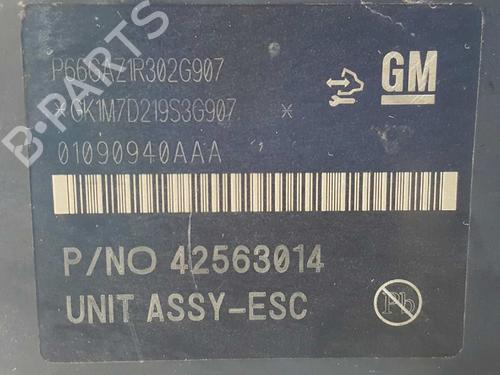 P66GAZ1R302G907
*GK1M7D219S3G907 *
01090940AAA
GM
P/NO 42563014
UNIT ASSY-ESC
Pb
B-PARTS